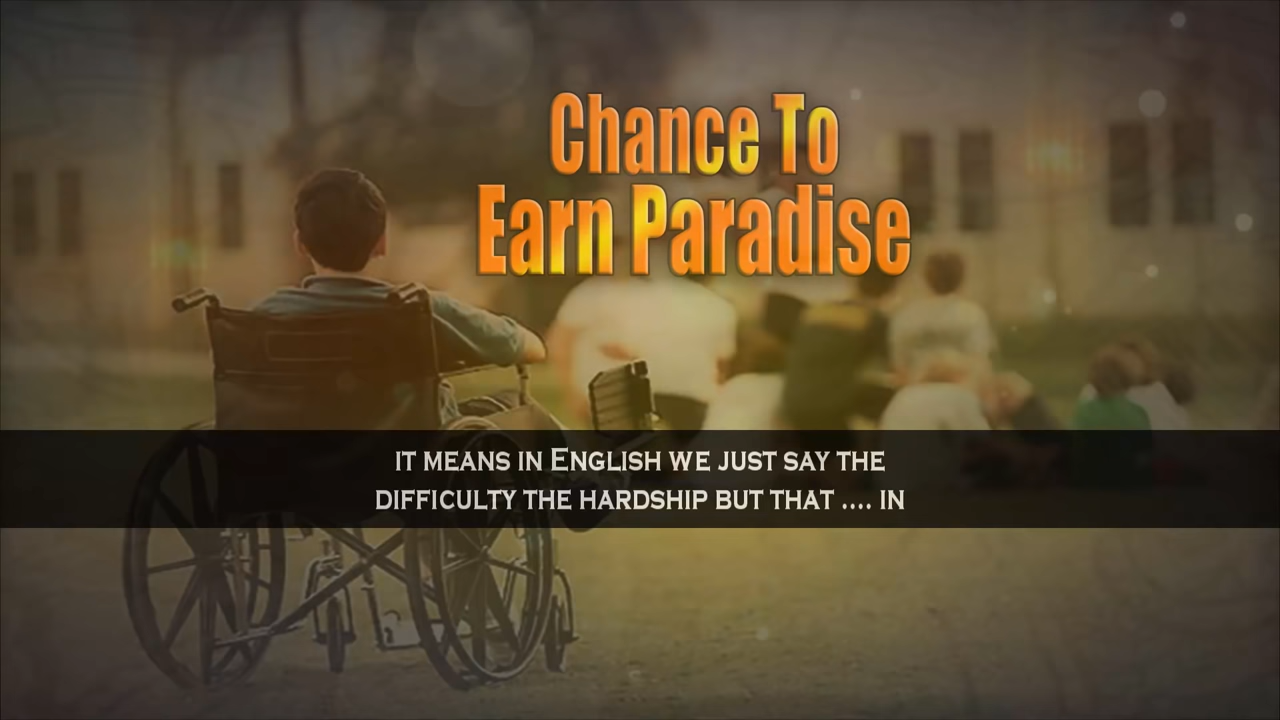 Chance To
Earn Paradise
IT MEANS IN ENGLISH WE JUST SAY THE
DIFFICULTY THE HARDSHIP BUT THAT .... IN